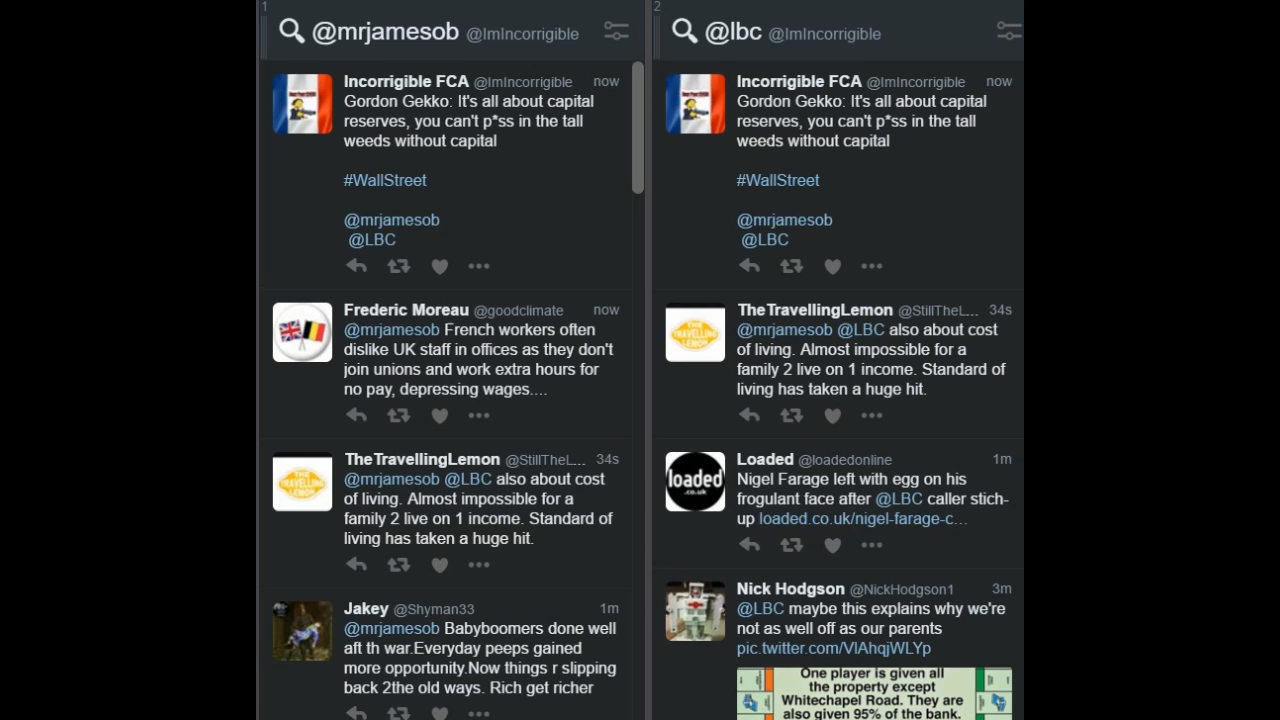 1
@mrjamesob @ImIncorrigible
Incorrigible FCA @ImIncorrigible now
Gordon Gekko: It's all about capital
reserves, you can't p*ss in the tall
weeds without capital
#WallStreet
@mrjamesob
@LBC
Frederic Moreau @goodclimate now
@mrjamesob French workers often
dislike UK staff in offices as they don't
join unions and work extra hours for
no pay, depressing wages....
TheTravellingLemon @StillTheL... 34s
THE
TRAVELLING
LEMON
@mrjamesob @LBC also about cost
of living. Almost impossible for a
family 2 live on 1 income. Standard of
living has taken a huge hit.
Jakey @Shyman33 1m
@mrjamesob Babyboomers done well
aft th war.Everyday peeps gained
more opportunity.Now things r slipping
back 2the old ways. Rich get richer
2
@lbc @ImIncorrigible
Incorrigible FCA @ImIncorrigible now
Gordon Gekko: It's all about capital
reserves, you can't p*ss in the tall
weeds without capital
#WallStreet
@mrjamesob
@LBC
TheTravellingLemon @StillTheL... 34s
THE
TRAVELLING
LEMON
@mrjamesob @LBC also about cost
of living. Almost impossible for a
family 2 live on 1 income. Standard of
living has taken a huge hit.
Loaded @loadedonline 1m
loaded
.co.uk
Nigel Farage left with egg on his
frogulant face after @LBC caller stich-
up loaded.co.uk/nigel-farage-c...
Nick Hodgson @NickHodgson1 3m
@LBC maybe this explains why we're
not as well off as our parents
pic.twitter.com/VlAhqjWLYp
One player is given all
the property except
Whitechapel Road. They are
also given 95% of the bank.